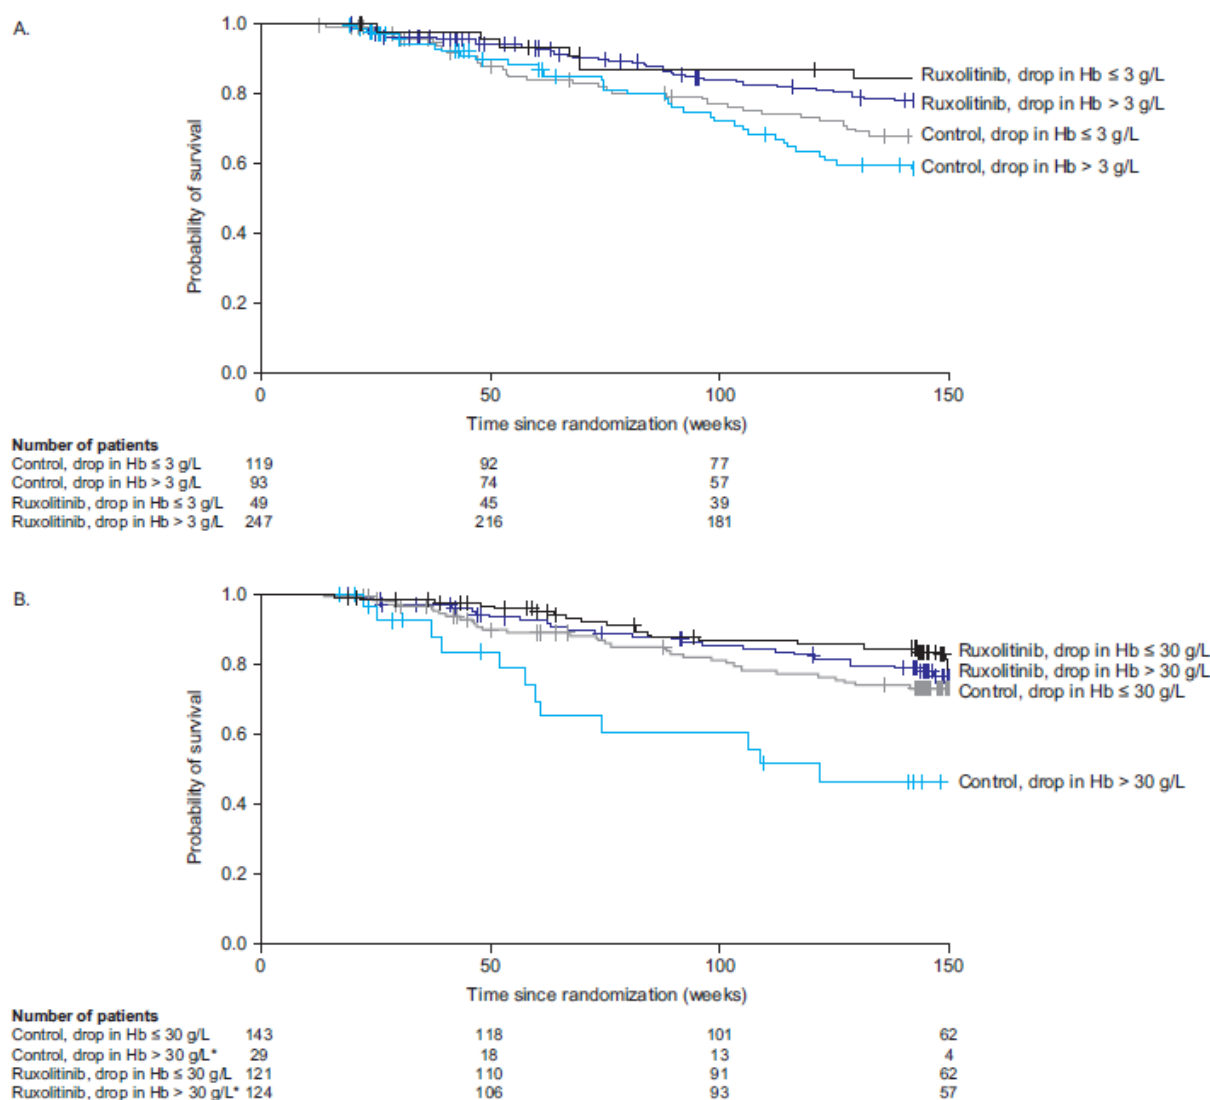 A.
1.0
0.8
0.6
0.4
0.2
0.0
Probability of survival
Ruxolitinib, drop in Hb ≤ 3 g/L
Ruxolitinib, drop in Hb > 3 g/L
Control, drop in Hb ≤ 3 g/L
Control, drop in Hb > 3 g/L
0 50 100 150
Time since randomization (weeks)
Number of patients
Control, drop in Hb ≤ 3 g/L 119 92 77
Control, drop in Hb > 3 g/L 93 74 57
Ruxolitinib, drop in Hb ≤ 3 g/L 49 45 39
Ruxolitinib, drop in Hb > 3 g/L 247 216 181
B.
1.0
0.8
0.6
0.4
0.2
0.0
Probability of survival
Ruxolitinib, drop in Hb ≤ 30 g/L
Ruxolitinib, drop in Hb > 30 g/L
Control, drop in Hb ≤ 30 g/L
Control, drop in Hb > 30 g/L
0 50 100 150
Time since randomization (weeks)
Number of patients
Control, drop in Hb ≤ 30 g/L 143 118 101 62
Control, drop in Hb > 30 g/L* 29 18 13 4
Ruxolitinib, drop in Hb ≤ 30 g/L 121 110 91 62
Ruxolitinib, drop in Hb > 30 g/L* 124 106 93 57